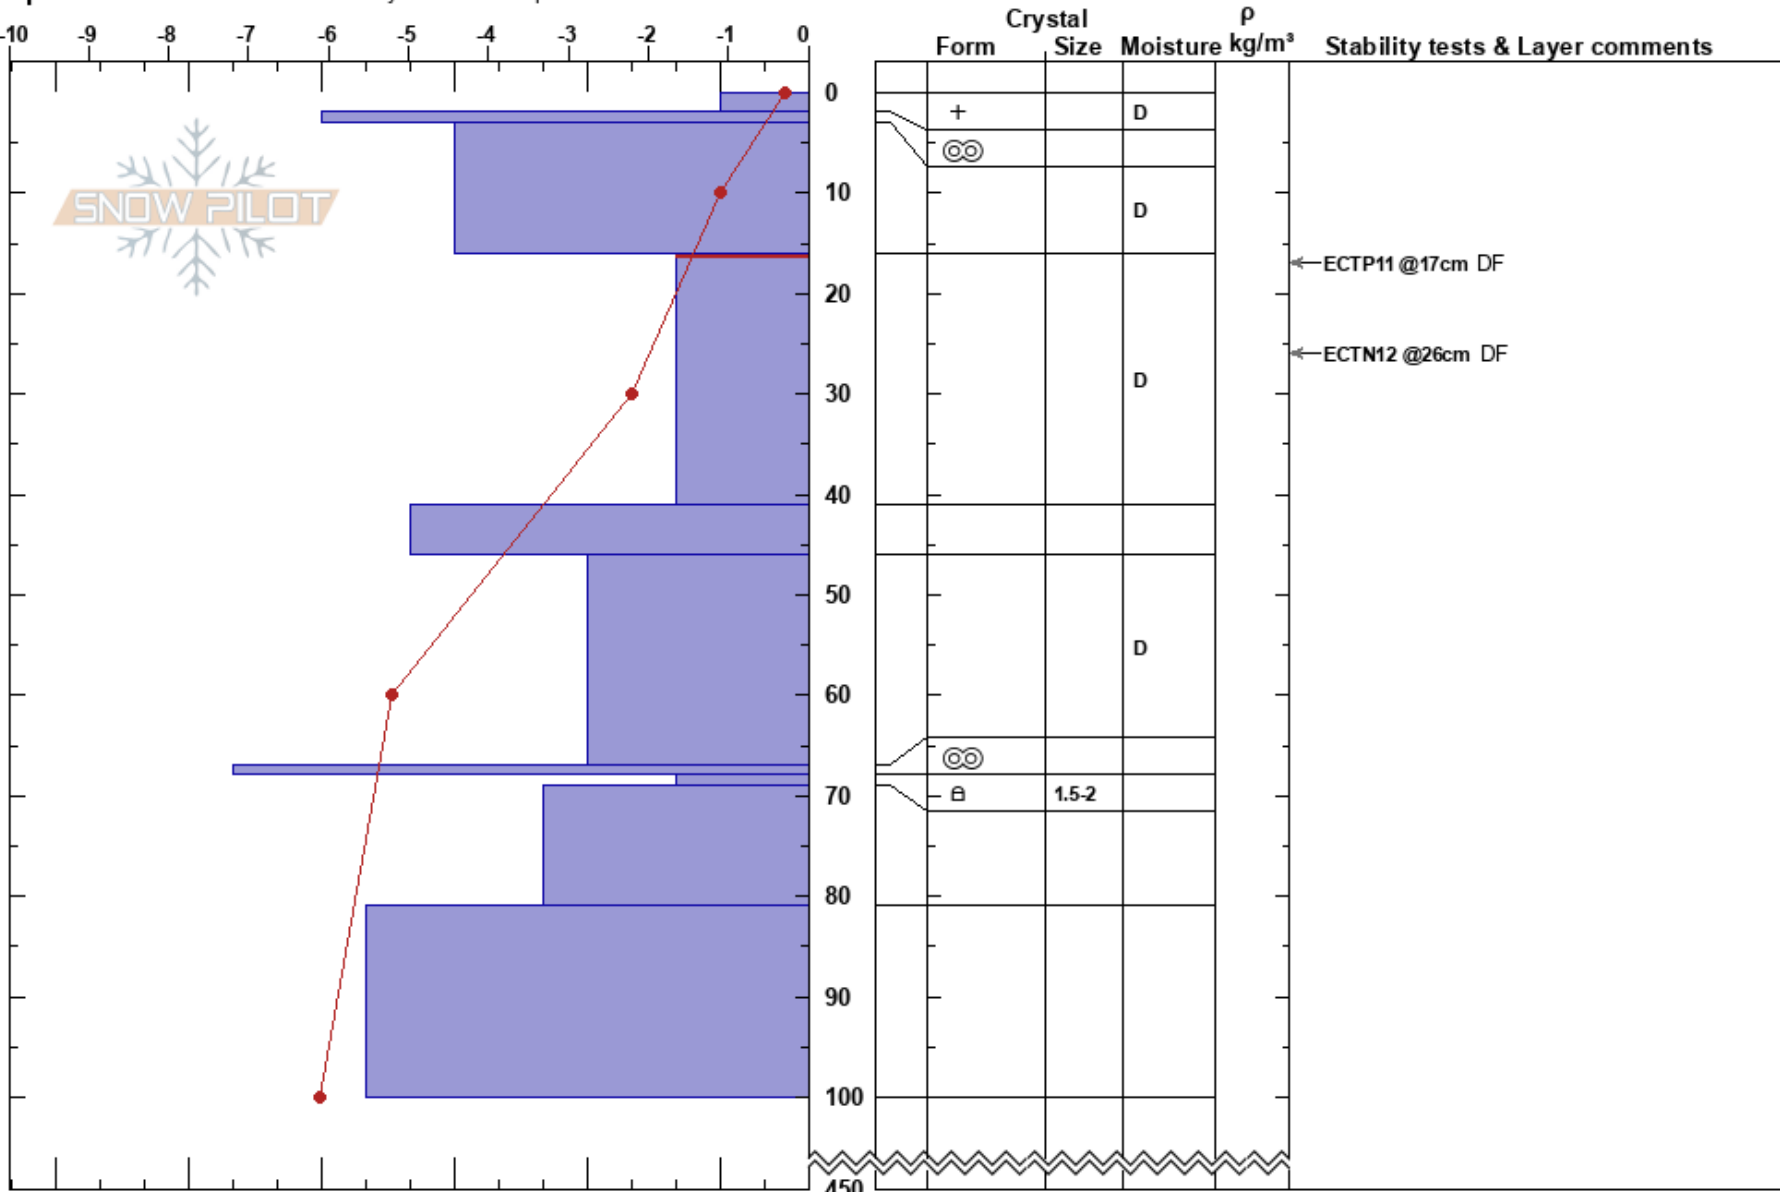 Crystal ρ
-10 -9 -8 -7 -6 -5 -4 -3 -2 -1 0 Form Size Moisture kg/m³ Stability tests & Layer comments
0
+ D
SNOW PILOT
10
D
ECTP11 @17cm DF
20
ECTN12 @26cm DF
D
30
40
50
D
60
70
1.5-2
80
90
100
450